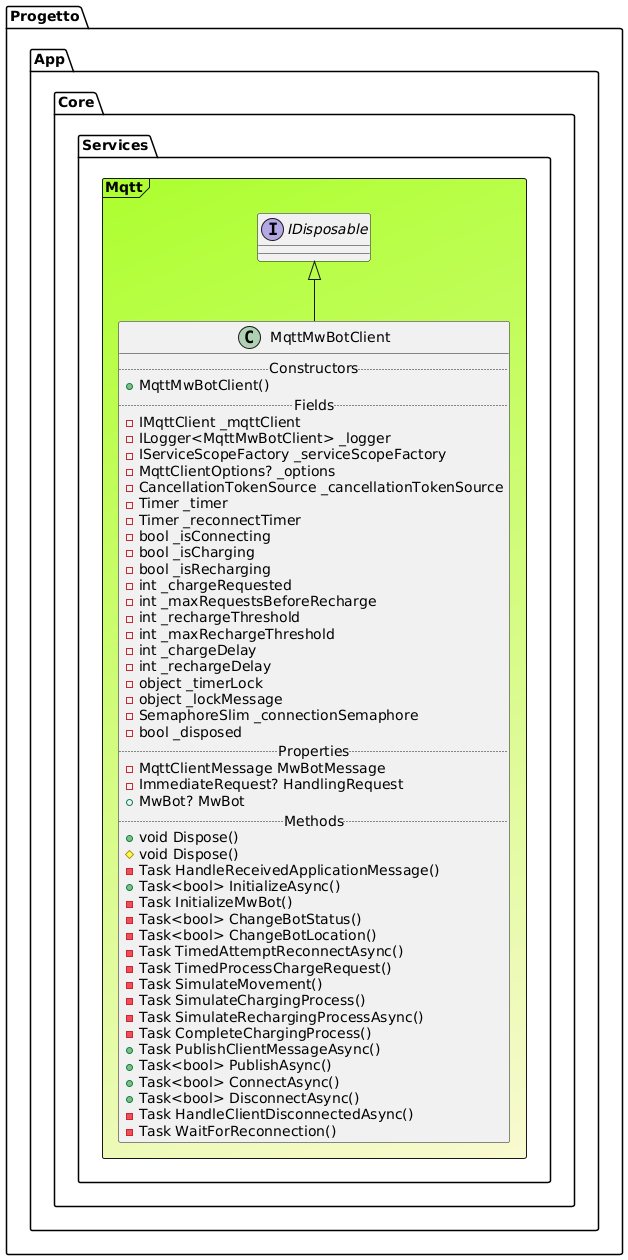 Progetto
App
Core
Services
Mqtt
I IDisposable
C MqttMwBotClient
Constructors
MqttMwBotClient()
Fields
IMqttClient _mqttClient
ILogger<MqttMwBotClient> _logger
IServiceScopeFactory _serviceScopeFactory
MqttClientOptions? _options
CancellationTokenSource _cancellationTokenSource
Timer _timer
Timer _reconnectTimer
bool _isConnecting
bool _isCharging
bool _isRecharging
int _chargeRequested
int _maxRequestsBeforeRecharge
int _rechargeThreshold
int _maxRechargeThreshold
int _chargeDelay
int _rechargeDelay
object _timerLock
object _lockMessage
SemaphoreSlim _connectionSemaphore
bool _disposed
Properties
MqttClientMessage MwBotMessage
ImmediateRequest? HandlingRequest
MwBot? MwBot
Methods
void Dispose()
void Dispose()
Task HandleReceivedApplicationMessage()
Task<bool> InitializeAsync()
Task InitializeMwBot()
Task<bool> ChangeBotStatus()
Task<bool> ChangeBotLocation()
Task TimedAttemptReconnectAsync()
Task TimedProcessChargeRequest()
Task SimulateMovement()
Task SimulateChargingProcess()
Task SimulateRechargingProcessAsync()
Task CompleteChargingProcess()
Task PublishClientMessageAsync()
Task<bool> PublishAsync()
Task<bool> ConnectAsync()
Task<bool> DisconnectAsync()
Task HandleClientDisconnectedAsync()
Task WaitForReconnection()